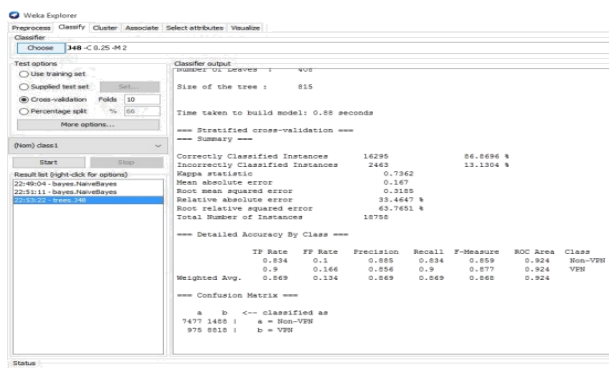 Weka Explorer
Preprocess Classify Cluster Associate Select attributes Visualize
Classifier
Choose J48 -C 0.25 -M 2
Test options
Use training set
Supplied test set Set...
Cross-validation Folds 10
Percentage split % 66
More options...
(Nom) class1
Start Stop
Result list (right-click for options)
22:49:04 - bayes.NaiveBayes
22:51:11 - bayes.NaiveBayes
22:53:22 - trees.J48
Classifier output
Number of Leaves : 408
Size of the tree : 815
Time taken to build model: 0.88 seconds
=== Stratified cross-validation ===
=== Summary ===
Correctly Classified Instances 16295 86.8696 %
Incorrectly Classified Instances 2463 13.1304 %
Kappa statistic 0.7362
Mean absolute error 0.167
Root mean squared error 0.3185
Relative absolute error 33.4647 %
Root relative squared error 63.7651 %
Total Number of Instances 18758
=== Detailed Accuracy By Class ===
TP Rate FP Rate Precision Recall F-Measure ROC Area Class
0.834 0.1 0.885 0.834 0.859 0.924 Non-VPN
0.9 0.166 0.856 0.9 0.877 0.924 VPN
Weighted Avg. 0.869 0.134 0.869 0.869 0.868 0.924
=== Confusion Matrix ===
a b <-- classified as
7477 1488 | a = Non-VPN
975 8818 | b = VPN
Status